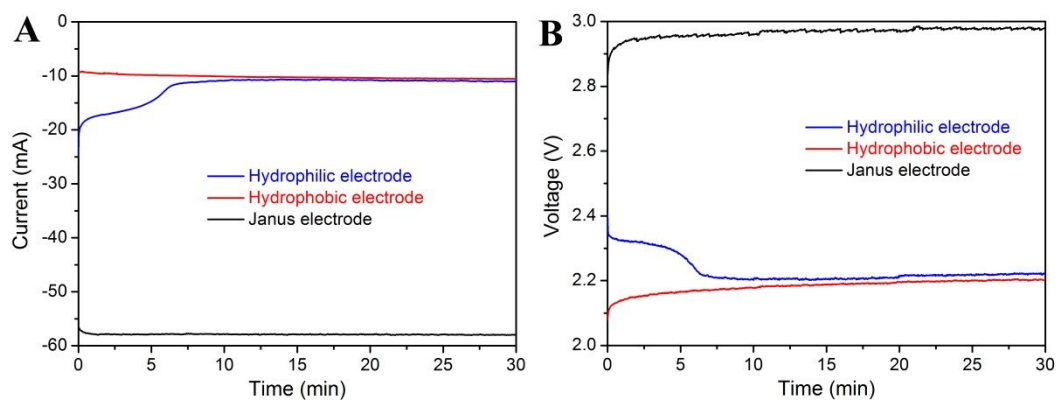 A
0
-10
-20
-30
-40
-50
-60
Current (mA)
Hydrophilic electrode
Hydrophobic electrode
Janus electrode
0 5 10 15 20 25 30
Time (min)
B
3.0
2.8
2.6
2.4
2.2
2.0
Voltage (V)
Hydrophilic electrode
Hydrophobic electrode
Janus electrode
0 5 10 15 20 25 30
Time (min)